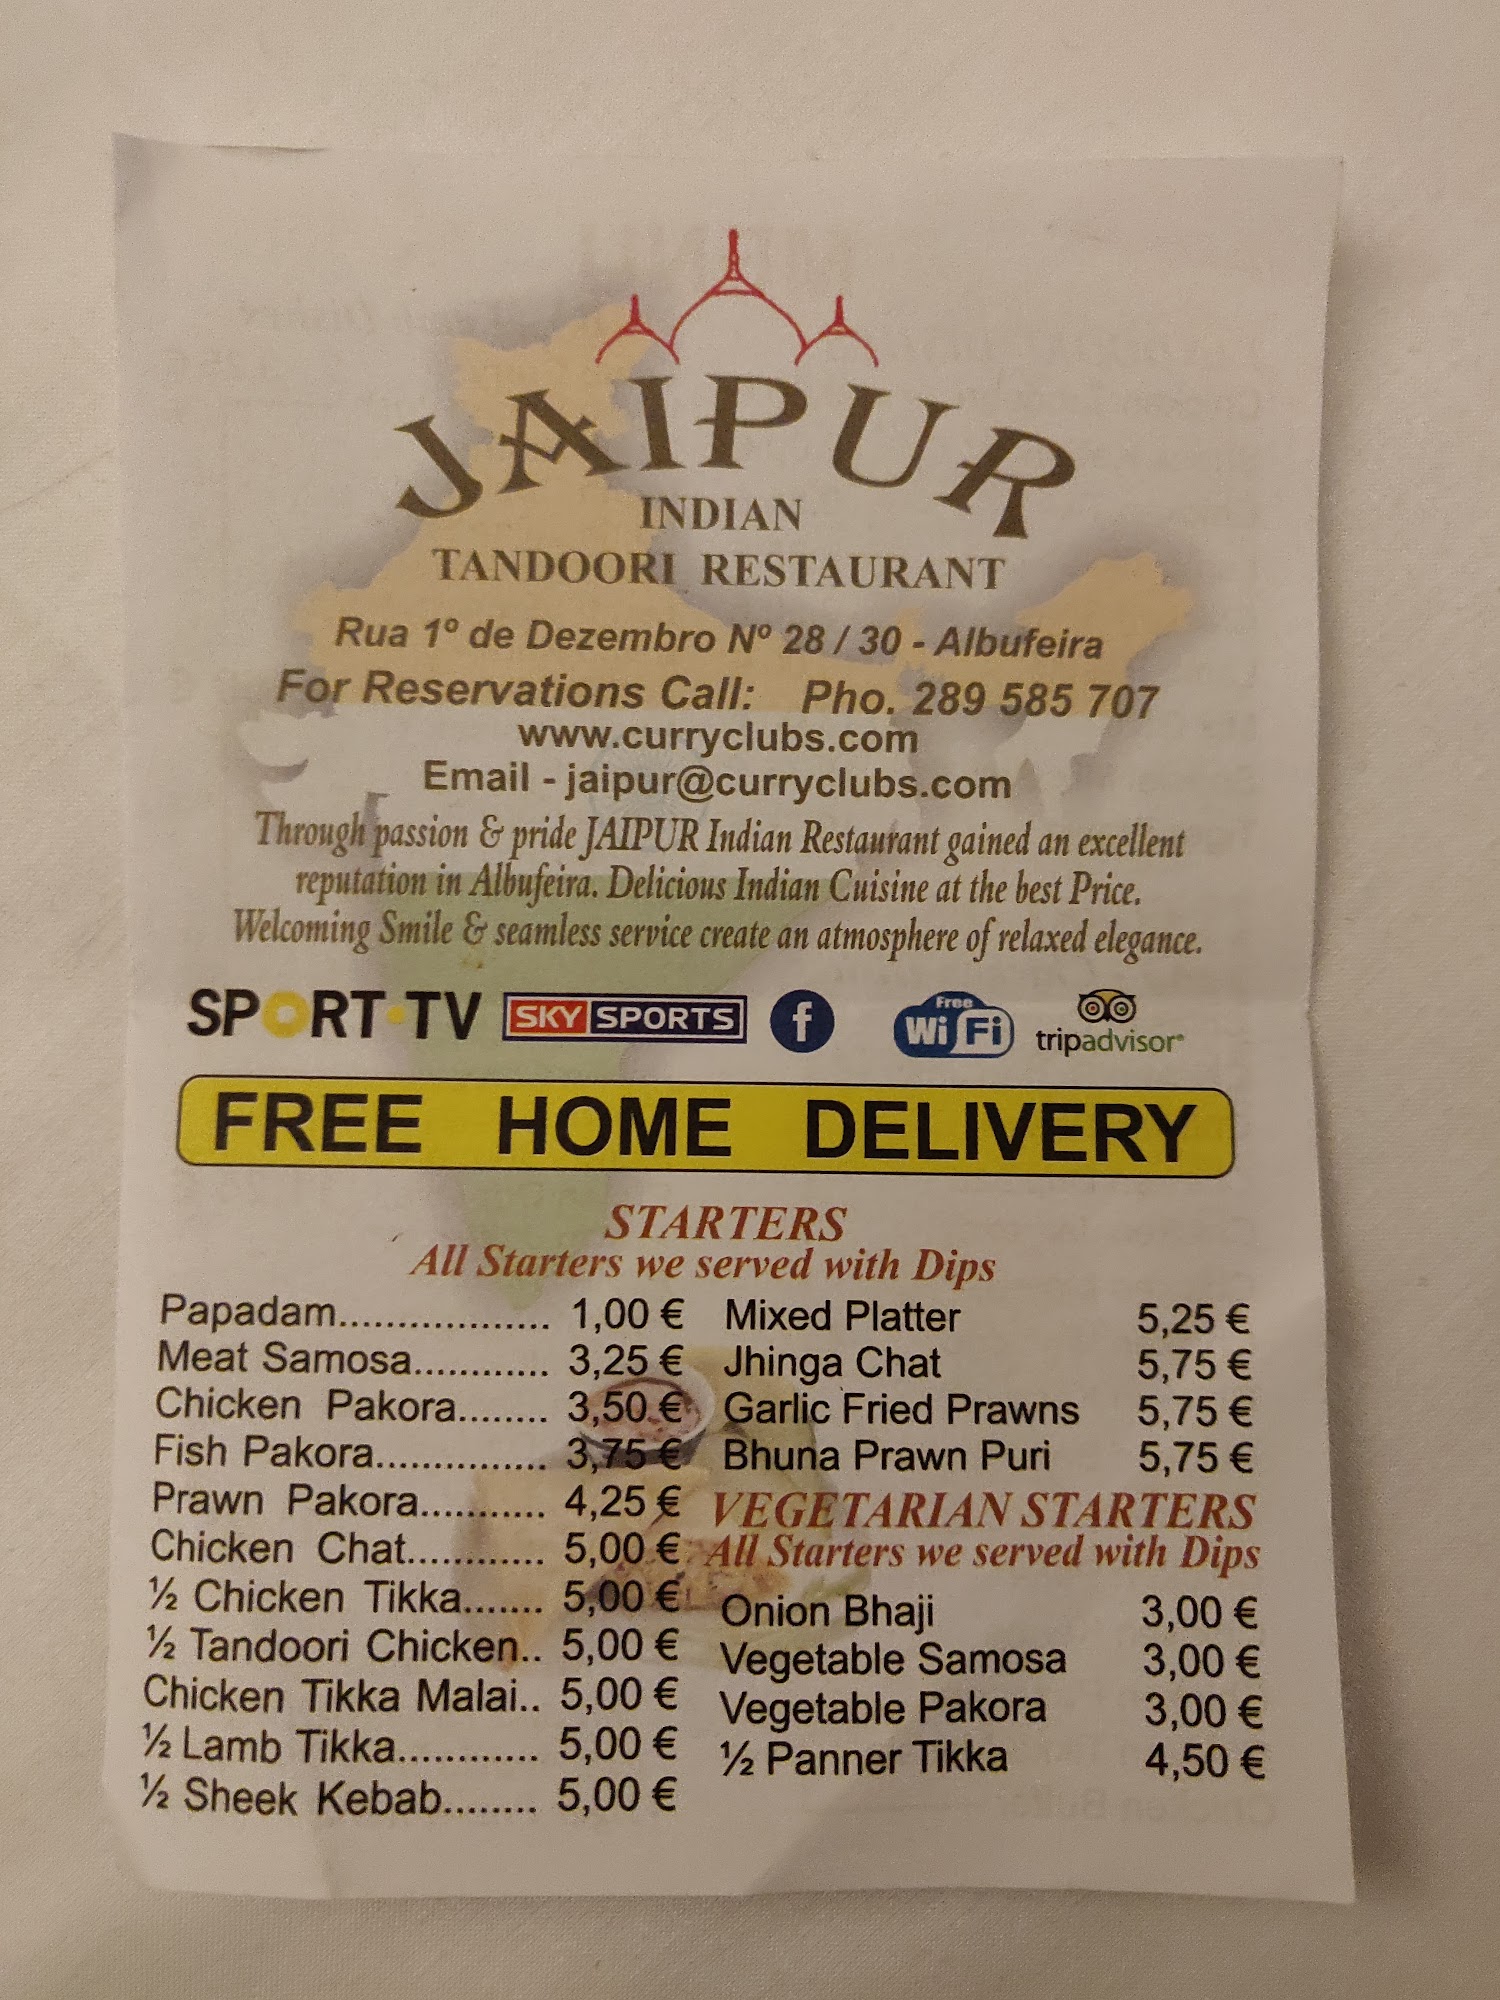 JAIPUR
INDIAN
TANDOORI RESTAURANT
Rua 1º de Dezembro Nº 28 / 30 - Albufeira
For Reservations Call: Pho. 289 585 707
www.curryclubs.com
Email - jaipur@curryclubs.com
Through passion & pride JAIPUR Indian Restaurant gained an excellent
reputation in Albufeira. Delicious Indian Cuisine at the best Price.
Welcoming Smile & seamless service create an atmosphere of relaxed elegance.
SPORT·TV SKY SPORTS f Free WiFi tripadvisor®
FREE HOME DELIVERY
STARTERS
All Starters we served with Dips
Papadam.................. 1,00 €
Meat Samosa............ 3,25 €
Chicken Pakora........ 3,50 €
Fish Pakora............... 3,75 €
Prawn Pakora........... 4,25 €
Chicken Chat............ 5,00 €
½ Chicken Tikka....... 5,00 €
½ Tandoori Chicken.. 5,00 €
Chicken Tikka Malai.. 5,00 €
½ Lamb Tikka............ 5,00 €
½ Sheek Kebab........ 5,00 €
Mixed Platter 5,25 €
Jhinga Chat 5,75 €
Garlic Fried Prawns 5,75 €
Bhuna Prawn Puri 5,75 €
VEGETARIAN STARTERS
All Starters we served with Dips
Onion Bhaji 3,00 €
Vegetable Samosa 3,00 €
Vegetable Pakora 3,00 €
½ Panner Tikka 4,50 €